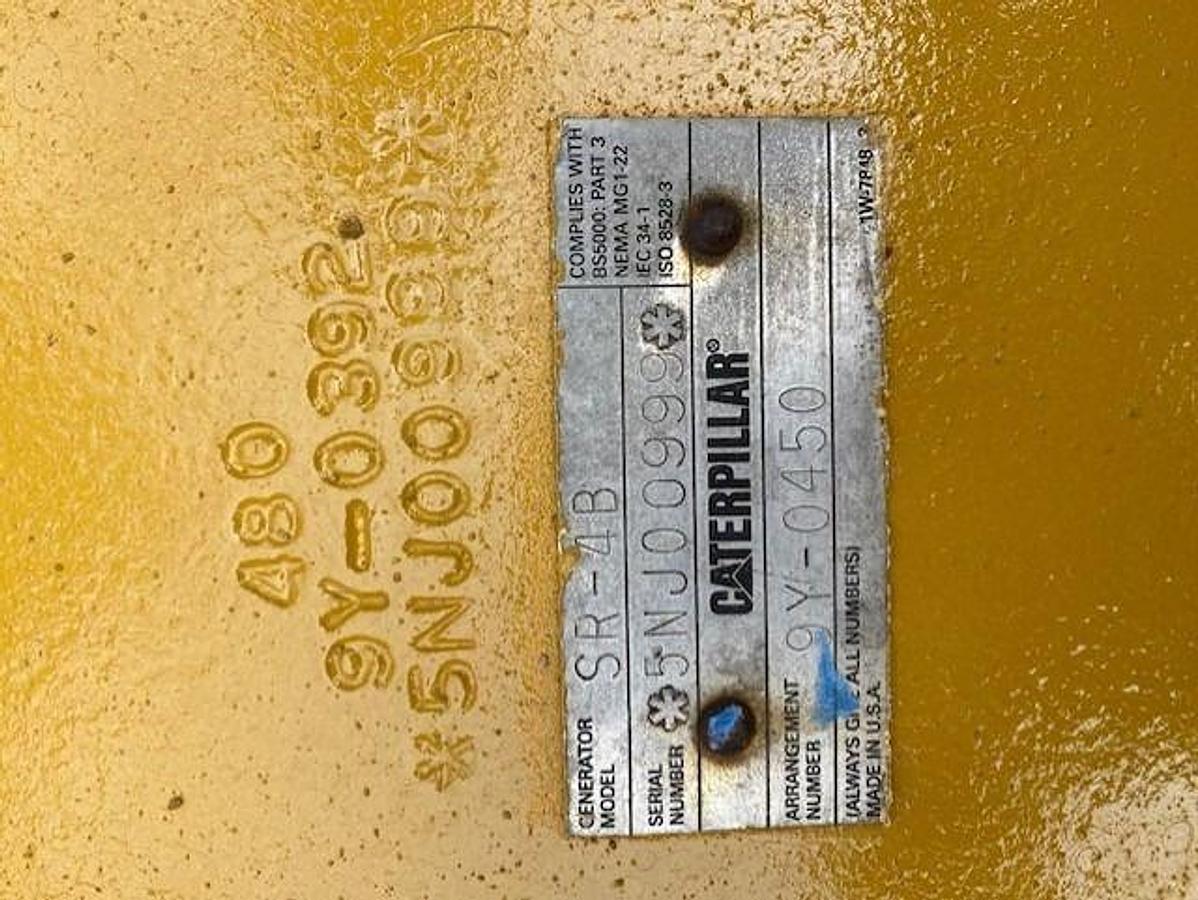 480
9Y-0392
*5NJ00999*
GENERATOR
MODEL
SR-4B
COMPLIES WITH
BS5000: PART 3
NEMA MG1-22
IEC 34-1
ISO 8528-3
SERIAL
NUMBER
*5NJ00999*
CATERPILLAR®
ARRANGEMENT
NUMBER
9Y-0450
(ALWAYS ALL NUMBERS)
MADE IN U.S.A.